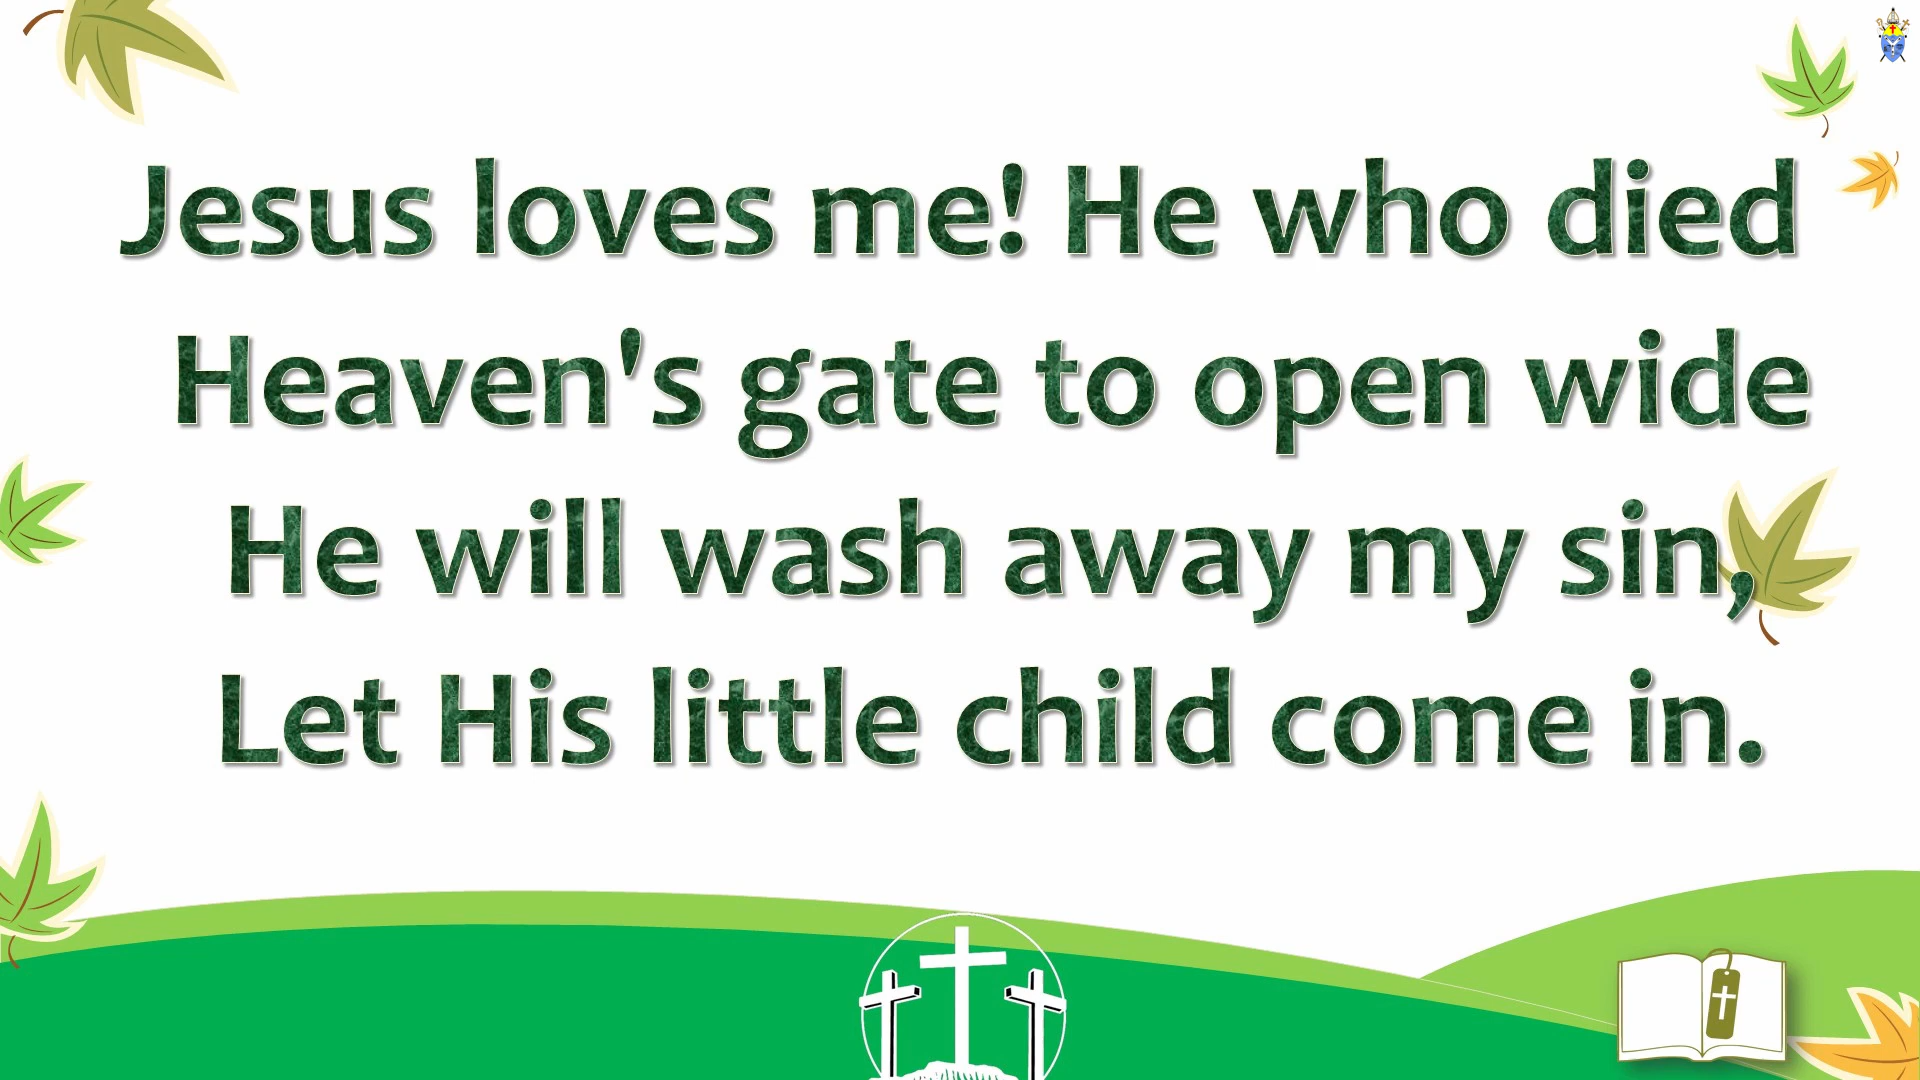 Jesus loves me! He who died
Heaven's gate to open wide
He will wash away my sin,
Let His little child come in.